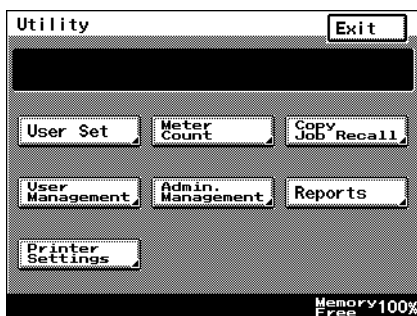 Utility
Exit
User Set
Meter
Count
Copy
Job Recall
User
Management
Admin.
Management
Reports
Printer
Settings
Memory
Free 100%